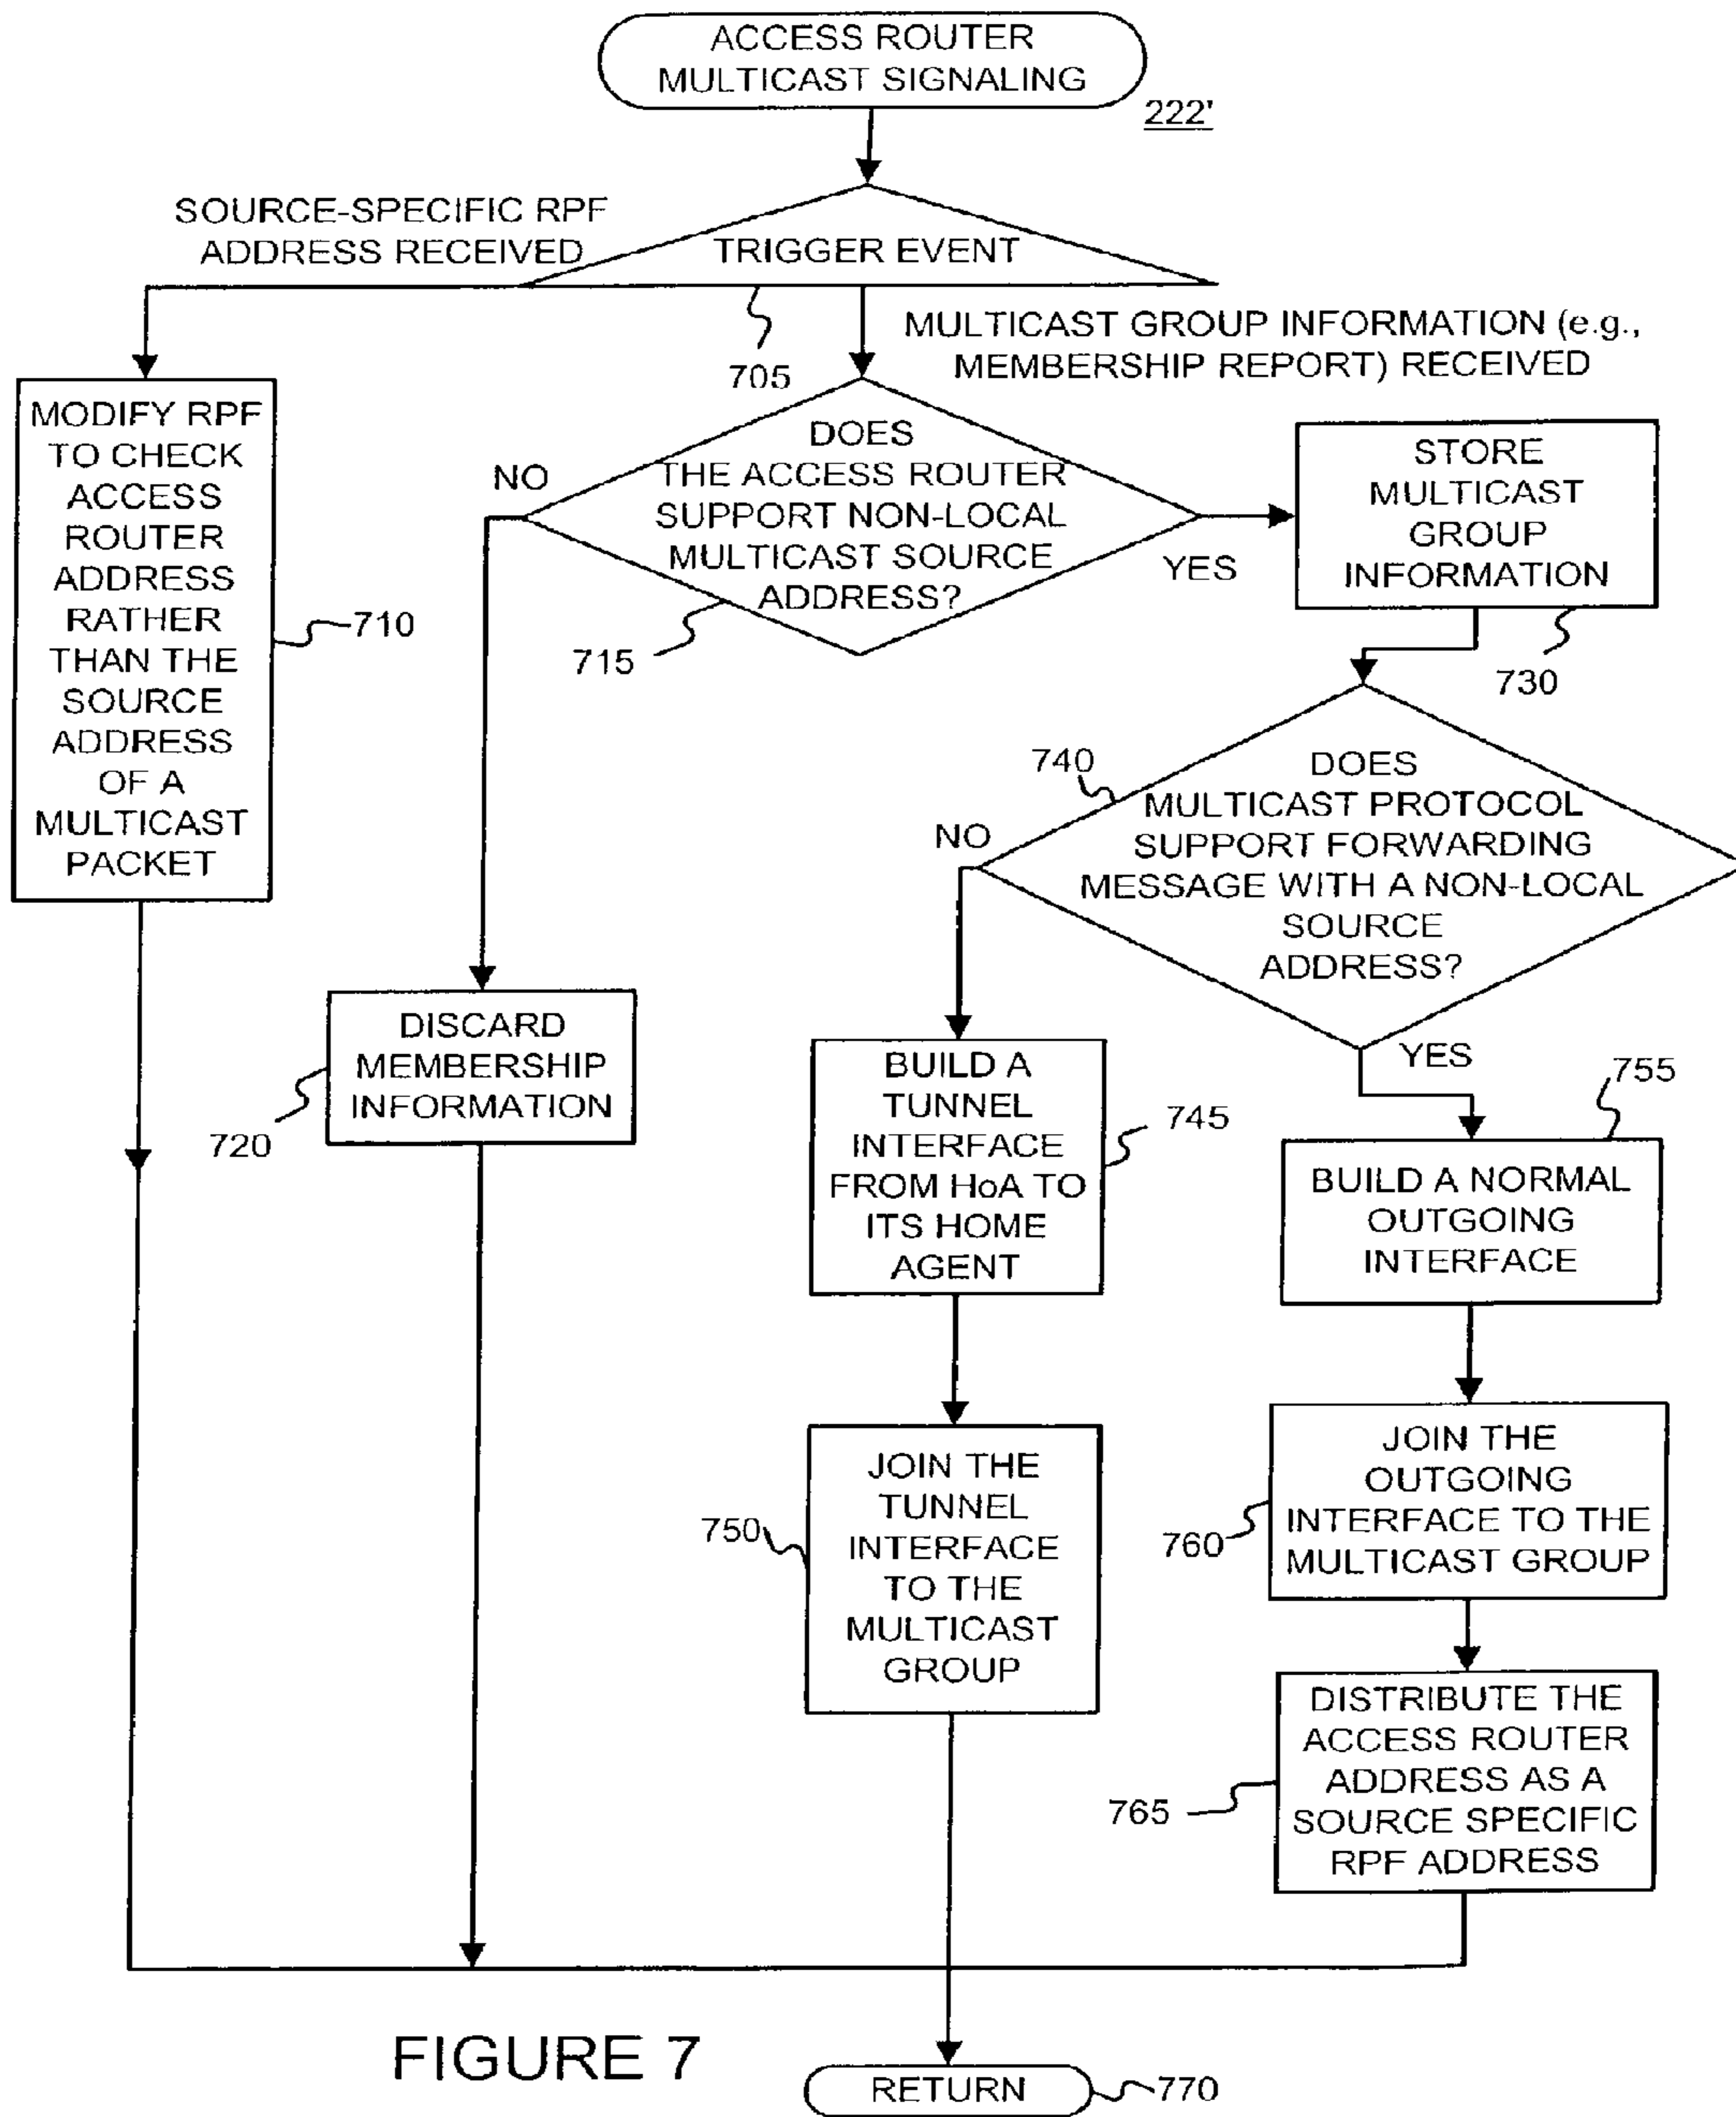 ACCESS ROUTER
MULTICAST SIGNALING
222'
SOURCE-SPECIFIC RPF
ADDRESS RECEIVED
TRIGGER EVENT
705
MULTICAST GROUP INFORMATION (e.g.,
MEMBERSHIP REPORT) RECEIVED
MODIFY RPF
TO CHECK
ACCESS
ROUTER
ADDRESS
RATHER
THAN THE
SOURCE
ADDRESS
OF A
MULTICAST
PACKET
710
NO
DOES
THE ACCESS ROUTER
SUPPORT NON-LOCAL
MULTICAST SOURCE
ADDRESS?
YES
715
STORE
MULTICAST
GROUP
INFORMATION
730
740
NO
DOES
MULTICAST PROTOCOL
SUPPORT FORWARDING
MESSAGE WITH A NON-LOCAL
SOURCE
ADDRESS?
YES
DISCARD
MEMBERSHIP
INFORMATION
720
BUILD A
TUNNEL
INTERFACE
FROM HoA TO
ITS HOME
AGENT
745
755
BUILD A NORMAL
OUTGOING
INTERFACE
JOIN THE
TUNNEL
INTERFACE
TO THE
MULTICAST
GROUP
750
JOIN THE
OUTGOING
INTERFACE TO THE
MULTICAST GROUP
760
DISTRIBUTE THE
ACCESS ROUTER
ADDRESS AS A
SOURCE SPECIFIC
RPF ADDRESS
765
FIGURE 7
RETURN
770